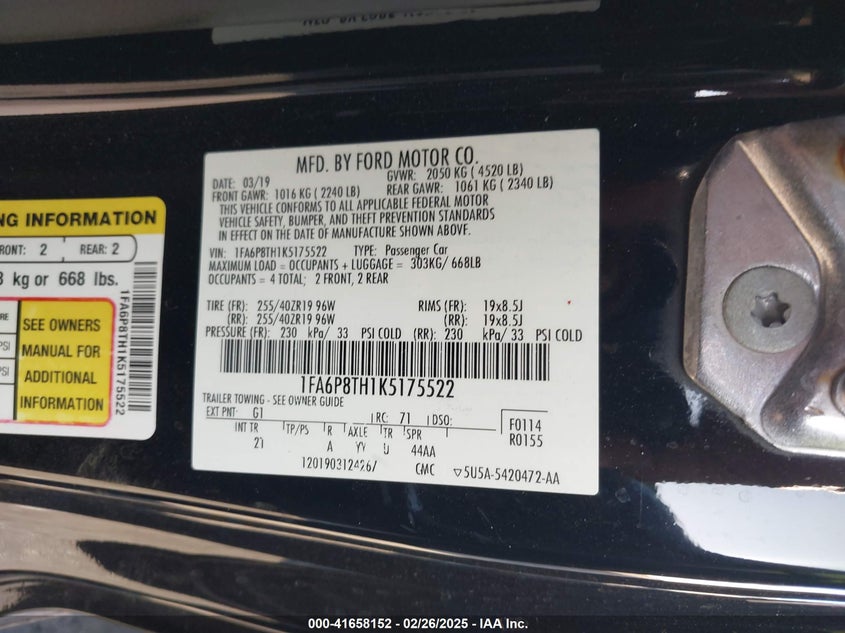 MFD. BY FORD MOTOR CO.
DATE: 03/19 GVWR: 2050 KG ( 4520 LB)
FRONT GAWR: 1016 KG ( 2240 LB) REAR GAWR: 1061 KG ( 2340 LB)
THIS VEHICLE CONFORMS TO ALL APPLICABLE FEDERAL MOTOR
VEHICLE SAFETY, BUMPER, AND THEFT PREVENTION STANDARDS
IN EFFECT ON THE DATE OF MANUFACTURE SHOWN ABOVE.
VIN: 1FA6P8TH1K5175522 TYPE: Passenger Car
MAXIMUM LOAD = OCCUPANTS + LUGGAGE = 303KG/ 668LB
OCCUPANTS = 4 TOTAL; 2 FRONT, 2 REAR
TIRE (FR): 255/40ZR19 96W RIMS (FR): 19x8.5J
(RR): 255/40ZR19 96W (RR): 19x8.5J
PRESSURE (FR): 230 kPa/ 33 PSI COLD (RR): 230 kPa/ 33 PSI COLD
1FA6P8TH1K5175522
TRAILER TOWING - SEE OWNER GUIDE
EXT PNT: G1 RC: 71 DSO: F0114
INT TR TP/PS R AXLE TR SPR R0155
A 44AA
CMC 5U5A-5420472-AA
NG INFORMATION
FRONT: 2 REAR: 2
3 kg or 668 lbs.
SEE OWNERS
MANUAL FOR
ADDITIONAL
INFORMATION
RE
PSI
PSI
1FA6P8TH1K5175522
000-41658152 - 02/26/2025 - IAA Inc.